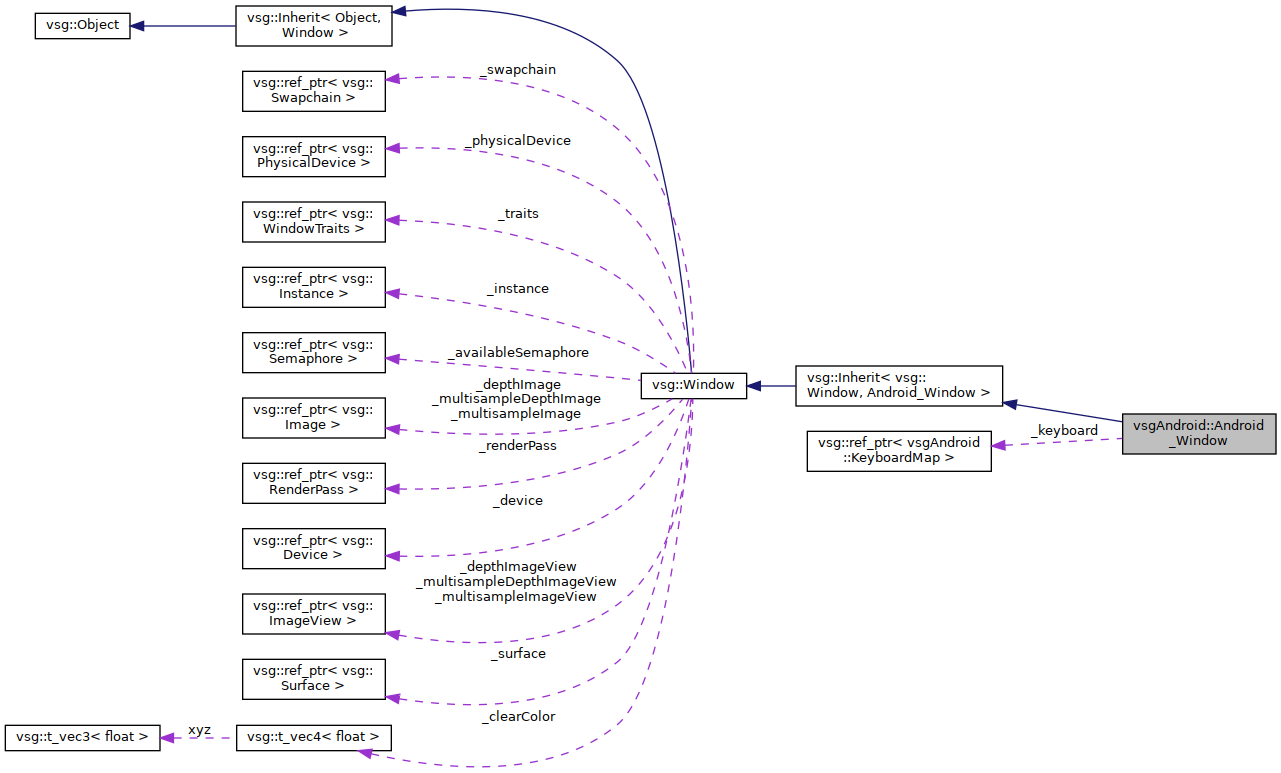 vsg::Object
vsg::Inherit< Object,
Window >
_swapchain
vsg::ref_ptr< vsg::
Swapchain >
_physicalDevice
vsg::ref_ptr< vsg::
PhysicalDevice >
_traits
vsg::ref_ptr< vsg::
WindowTraits >
_instance
vsg::ref_ptr< vsg::
Instance >
_availableSemaphore
vsg::ref_ptr< vsg::
Semaphore >
_depthImage
_multisampleDepthImage
_multisampleImage
vsg::ref_ptr< vsg::
Image >
_renderPass
vsg::ref_ptr< vsg::
RenderPass >
_device
vsg::ref_ptr< vsg::
Device >
_depthImageView
_multisampleDepthImageView
_multisampleImageView
vsg::ref_ptr< vsg::
ImageView >
_surface
vsg::ref_ptr< vsg::
Surface >
_clearColor
vsg::t_vec3< float >
xyz
vsg::t_vec4< float >
vsg::Window
vsg::Inherit< vsg::
Window, Android_Window >
_keyboard
vsg::ref_ptr< vsgAndroid
::KeyboardMap >
vsgAndroid::Android
_Window